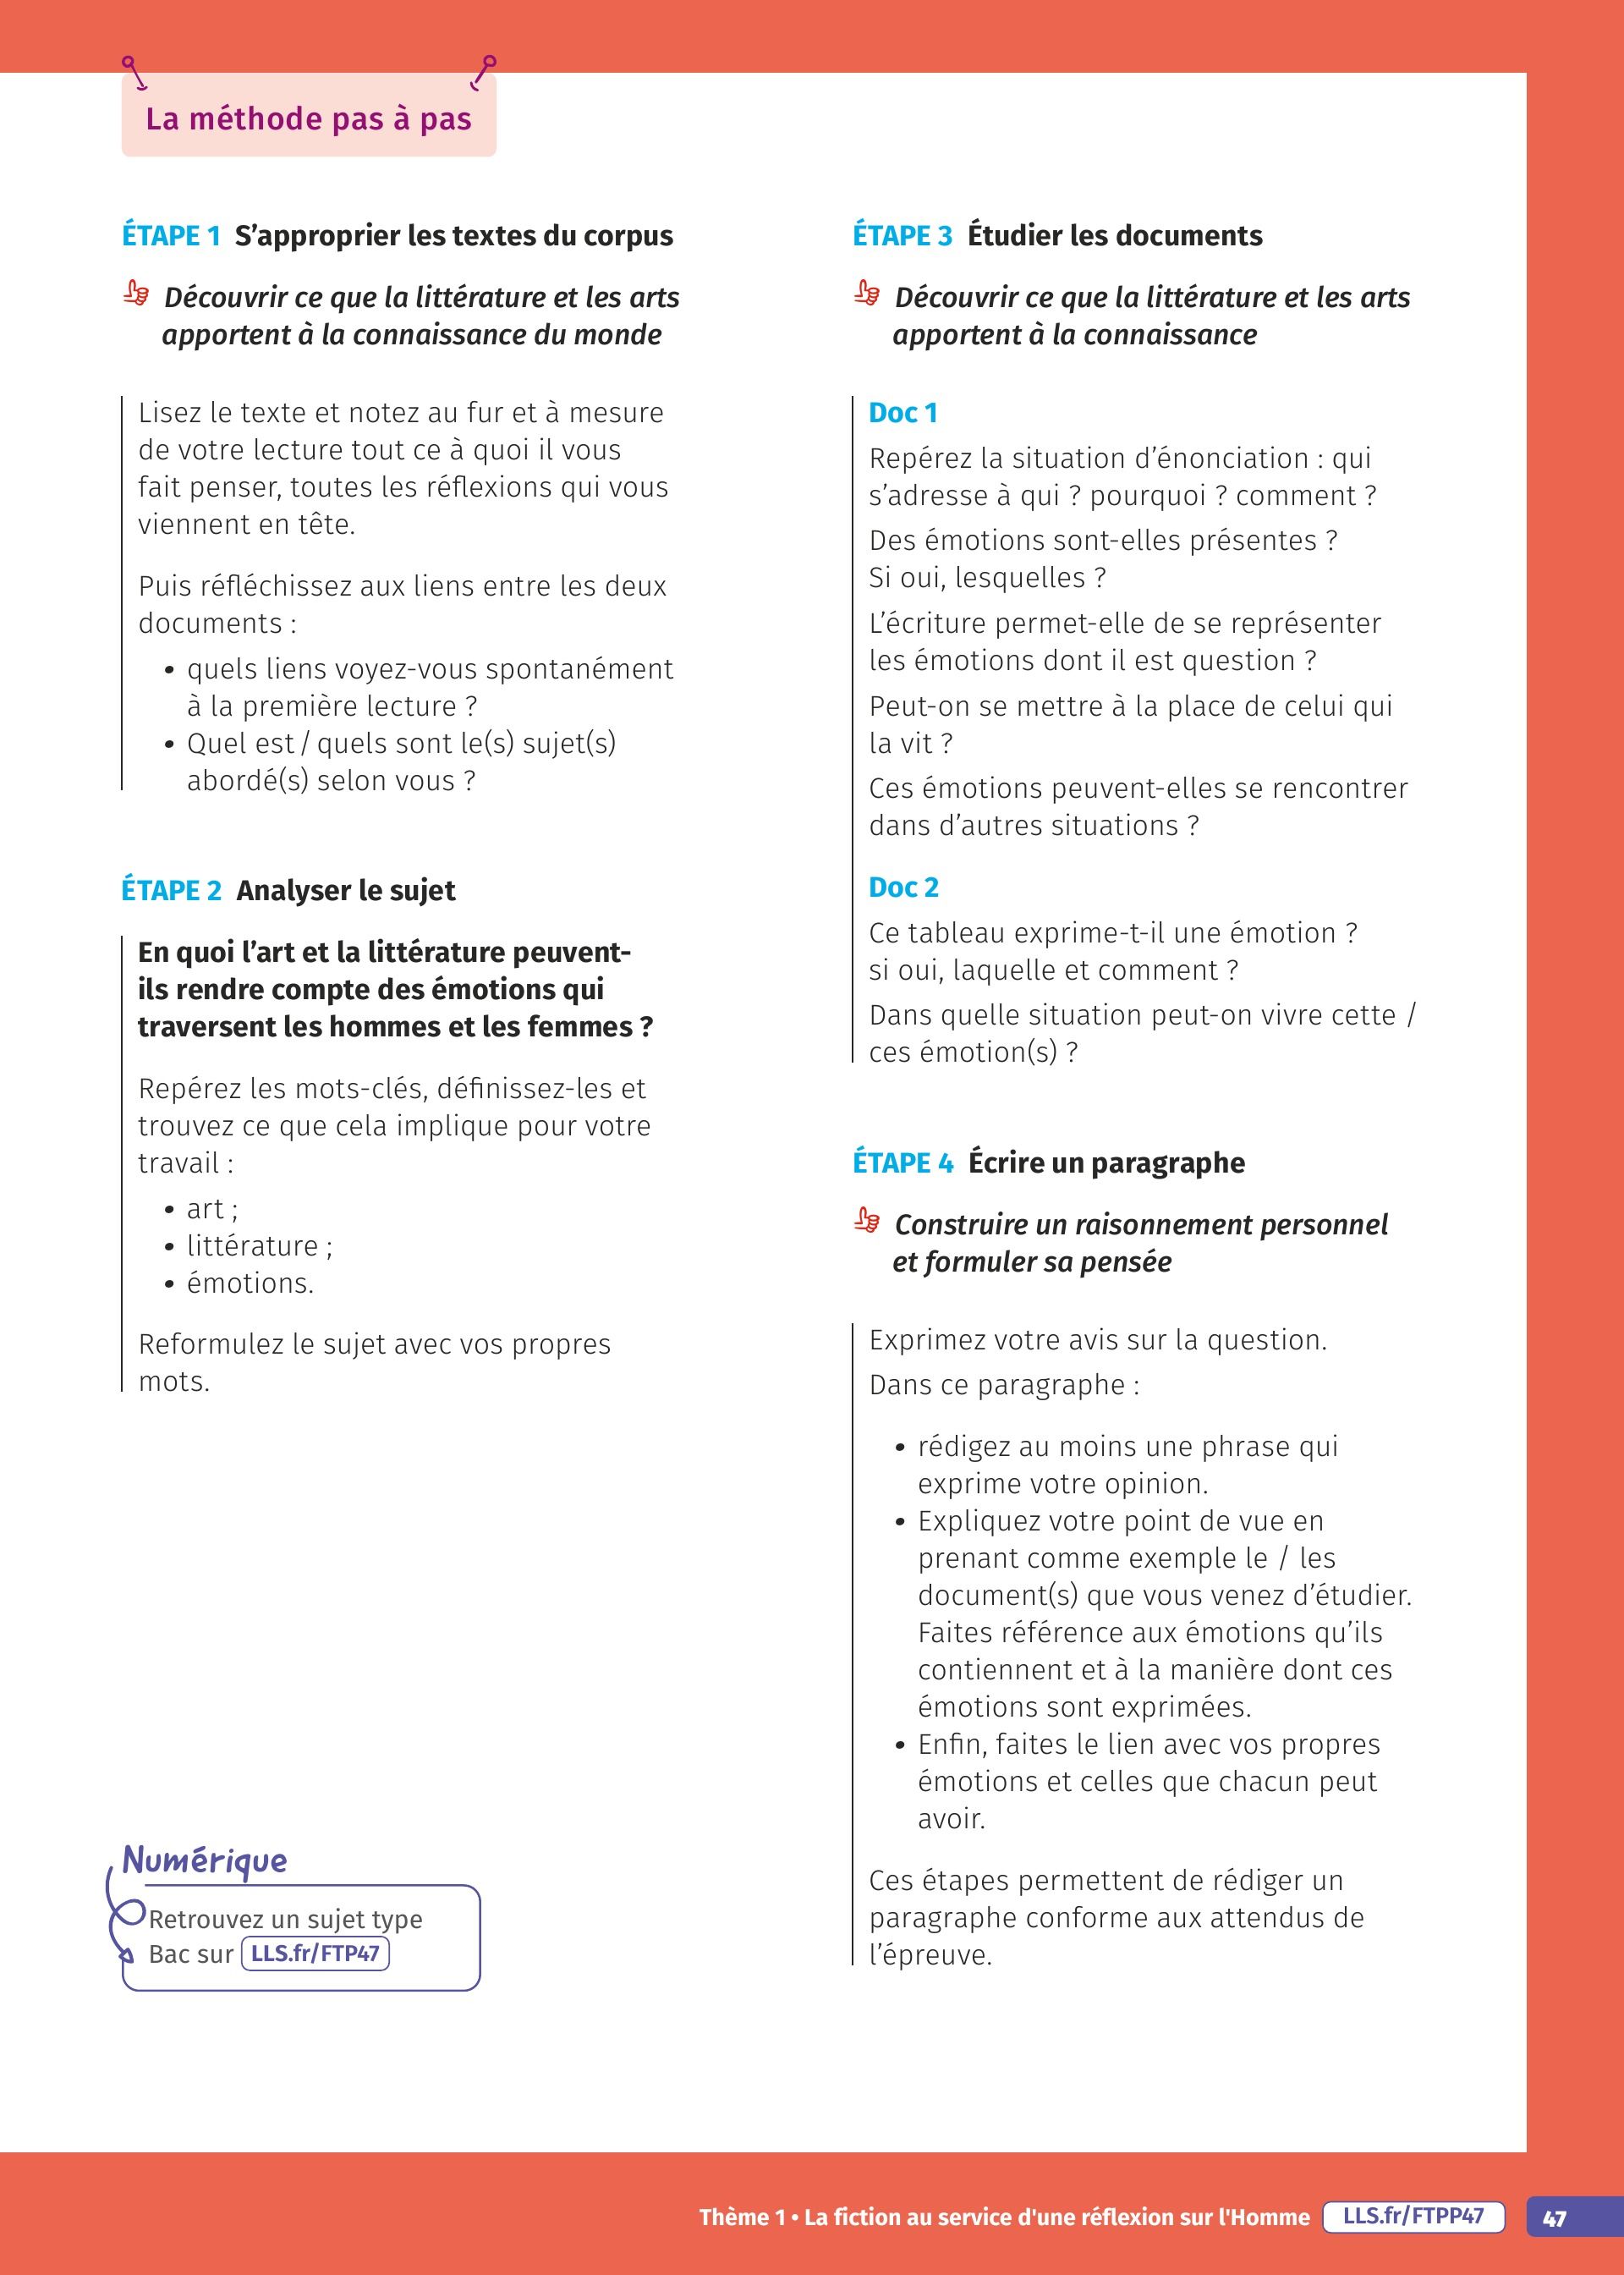 La méthode pas à pas
ÉTAPE 1 S’approprier les textes du corpus
Découvrir ce que la littérature et les arts
apportent à la connaissance du monde
Lisez le texte et notez au fur et à mesure
de votre lecture tout ce à quoi il vous
fait penser, toutes les réflexions qui vous
viennent en tête.
Puis réfléchissez aux liens entre les deux
documents :
• quels liens voyez-vous spontanément
à la première lecture ?
• Quel est / quels sont le(s) sujet(s)
abordé(s) selon vous ?
ÉTAPE 2 Analyser le sujet
En quoi l’art et la littérature peuvent-
ils rendre compte des émotions qui
traversent les hommes et les femmes ?
Repérez les mots-clés, définissez-les et
trouvez ce que cela implique pour votre
travail :
• art ;
• littérature ;
• émotions.
Reformulez le sujet avec vos propres
mots.
Numérique
Retrouvez un sujet type
Bac sur LLS.fr/FTP47
ÉTAPE 3 Étudier les documents
Découvrir ce que la littérature et les arts
apportent à la connaissance
Doc 1
Repérez la situation d’énonciation : qui
s’adresse à qui ? pourquoi ? comment ?
Des émotions sont-elles présentes ?
Si oui, lesquelles ?
L’écriture permet-elle de se représenter
les émotions dont il est question ?
Peut-on se mettre à la place de celui qui
la vit ?
Ces émotions peuvent-elles se rencontrer
dans d’autres situations ?
Doc 2
Ce tableau exprime-t-il une émotion ?
si oui, laquelle et comment ?
Dans quelle situation peut-on vivre cette /
ces émotion(s) ?
ÉTAPE 4 Écrire un paragraphe
Construire un raisonnement personnel
et formuler sa pensée
Exprimez votre avis sur la question.
Dans ce paragraphe :
• rédigez au moins une phrase qui
exprime votre opinion.
• Expliquez votre point de vue en
prenant comme exemple le / les
document(s) que vous venez d’étudier.
Faites référence aux émotions qu’ils
contiennent et à la manière dont ces
émotions sont exprimées.
• Enfin, faites le lien avec vos propres
émotions et celles que chacun peut
avoir.
Ces étapes permettent de rédiger un
paragraphe conforme aux attendus de
l’épreuve.
Thème 1 • La fiction au service d'une réflexion sur l'Homme LLS.fr/FTPP47 47